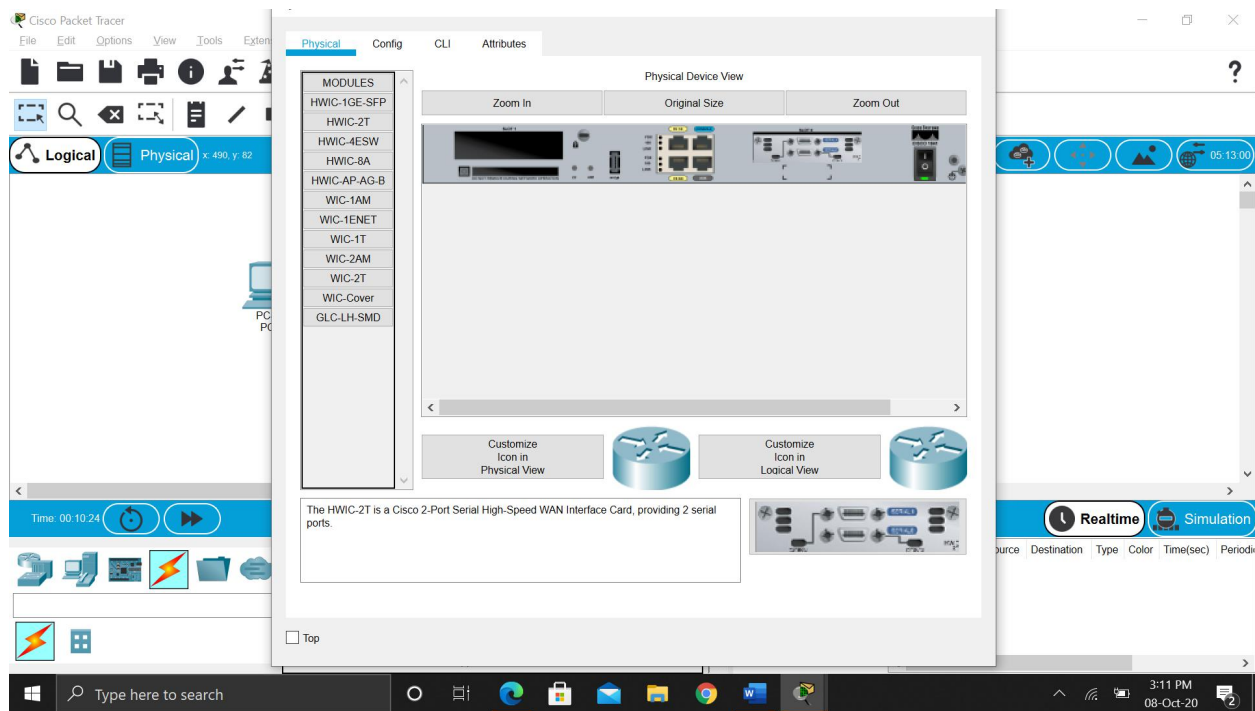 Cisco Packet Tracer
File Edit Options View Tools
Physical Config CLI Attributes
?
Logical
Physical x: 490, y: 82
05:13:00
MODULES
HWIC-1GE-SFP
HWIC-2T
HWIC-4ESW
HWIC-8A
HWIC-AP-AG-B
WIC-1AM
WIC-1ENET
WIC-1T
WIC-2AM
WIC-2T
WIC-Cover
GLC-LH-SMD
Physical Device View
Zoom In Original Size Zoom Out
Customize
Icon in
Physical View
Customize
Icon in
Logical View
The HWIC-2T is a Cisco 2-Port Serial High-Speed WAN Interface Card, providing 2 serial
ports.
Top
PC
Time: 00:10:24
Realtime
Simulation
Destination Type Color Time(sec)
Type here to search
3:11 PM
08-Oct-20
2